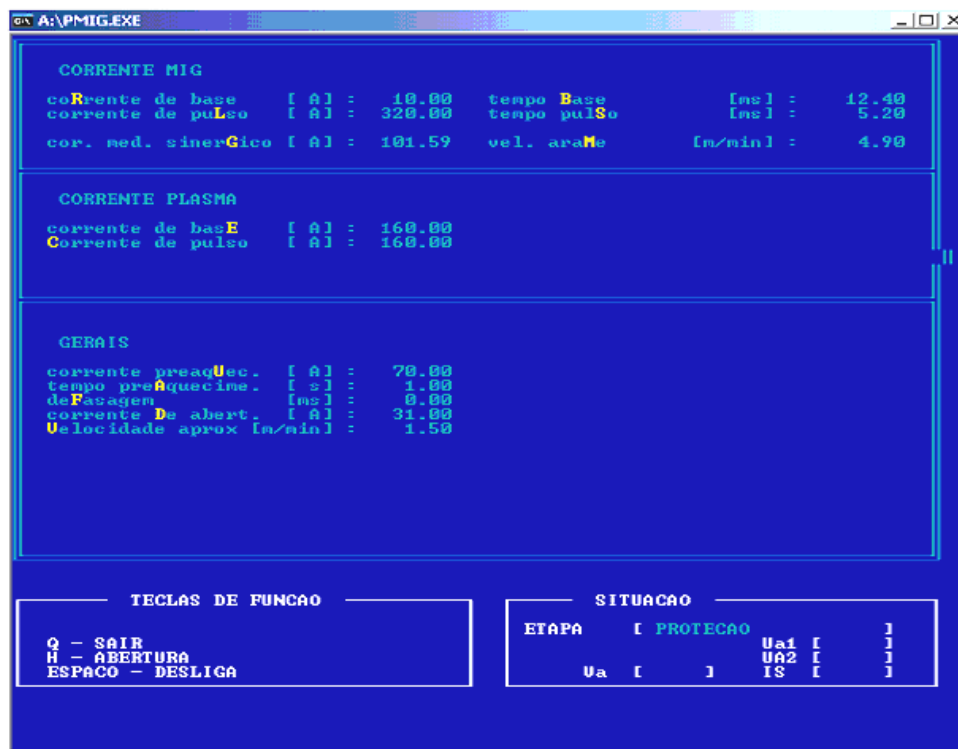 A:\PMIG.EXE
CORRENTE MIG
coRrente de base [ A] : 10.00 tempo Base [ms] : 12.40
corrente de puLso [ A] : 320.00 tempo pulSo [ms] : 5.20
cor. med. sinerGico [ A] : 101.59 vel. araMe [m/min] : 4.90
CORRENTE PLASMA
corrente de basE [ A] : 160.00
Corrente de pulso [ A] : 160.00
GERAIS
corrente preaqUec. [ A] : 70.00
tempo preAquecime. [ s] : 1.00
deFasagem [ms] : 0.00
corrente De abert. [ A] : 31.00
Velocidade aprox [m/min] : 1.50
TECLAS DE FUNCAO
Q - SAIR
H - ABERTURA
ESPACO - DESLIGA
SITUACAO
ETAPA [ PROTECAO ]
Ua1 [ ]
UA2 [ ]
Va [ ] IS [ ]